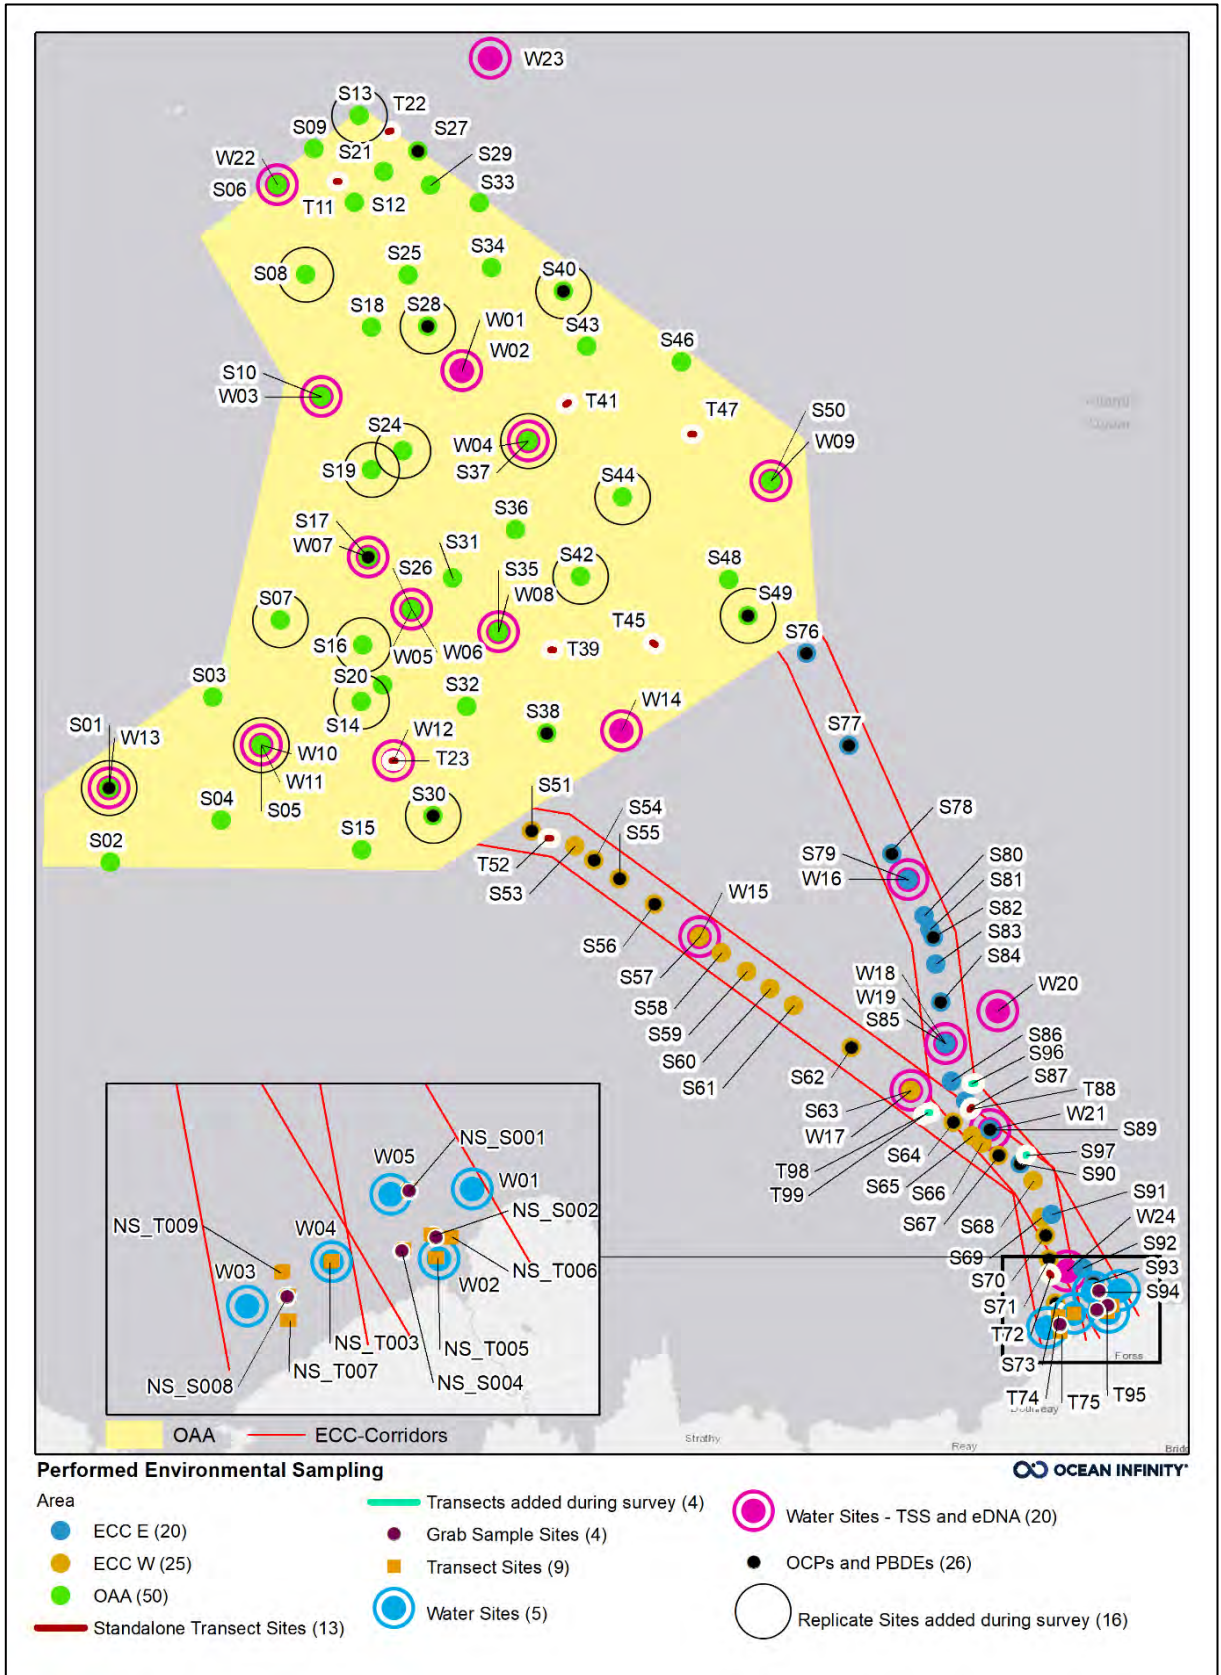 W23
S13
T22
S09
S27
W22
S21
S29
S06
S33
T11
S12
S08
S25
S34
S40
S18
S28
W01
S43
W02
S46
S10
W03
T41
T47
S50
S24
W04
W09
S19
S37
S44
S17
S36
W07
S31
S26
S35
S42
S48
W08
S07
S49
T45
S76
S16
W05
W06
T39
S03
S20
S32
S14
W14
S01
W13
W12
S38
S77
W10
T23
W11
S04
S05
S30
S51
S54
S78
S02
S15
S55
T52
S53
S79
S80
W16
S81
W15
S82
S56
S83
S57
S84
W18
S58
W19
W20
S59
S85
S60
S86
S61
S96
S62
S87
S63
T88
W17
W21
S89
S64
T98
S97
S65
S90
T99
S66
S67
S68
S91
W24
S69
S92
S70
S93
S71
S94
T72
S73
T74
T75
T95
Forss
Strathy
Reay
NS_S001
W05
W01
NS_S002
NS_T009
W04
NS_T006
W03
W02
NS_T003
NS_T005
NS_T007
NS_S004
NS_S008
OAA
ECC-Corridors
Performed Environmental Sampling
OCEAN INFINITY
Area
ECC E (20)
ECC W (25)
OAA (50)
Standalone Transect Sites (13)
Transects added during survey (4)
Grab Sample Sites (4)
Transect Sites (9)
Water Sites (5)
Water Sites - TSS and eDNA (20)
OCPs and PBDEs (26)
Replicate Sites added during survey (16)